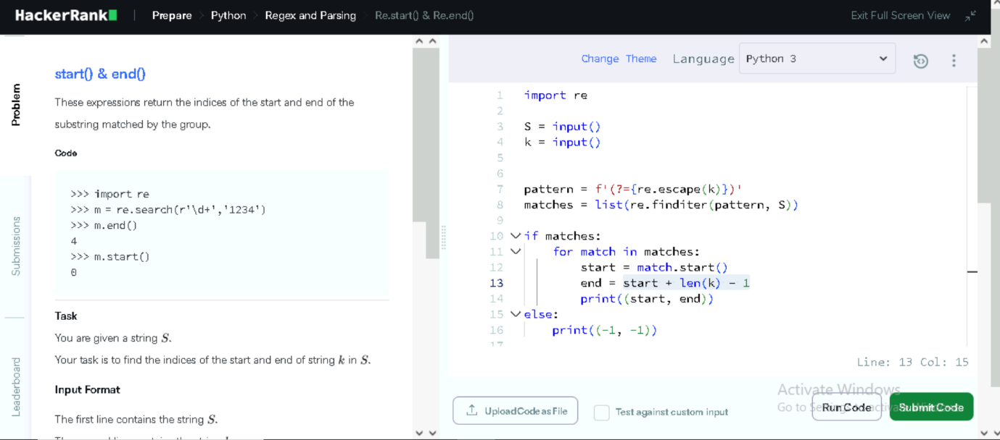 HackerRank | Prepare > Python > Regex and Parsing > Re.start() & Re.end()
Exit Full Screen View
Problem
Submissions
Leaderboard
start() & end()
These expressions return the indices of the start and end of the
substring matched by the group.
Code
>>> import re
>>> m = re.search(r'\d+','1234')
>>> m.end()
4
>>> m.start()
0
Task
You are given a string S.
Your task is to find the indices of the start and end of string k in S.
Input Format
The first line contains the string S.
Change Theme Language Python 3
1 import re
2
3 S = input()
4 k = input()
5
6
7 pattern = f'(?={re.escape(k)})'
8 matches = list(re.finditer(pattern, S))
9
10 if matches:
11     for match in matches:
12         start = match.start()
13         end = start + len(k) - 1
14         print((start, end))
15 else:
16     print((-1, -1))
17
Line: 13 Col: 15
Activate Windows
Upload Code as File
Test against custom input
Run Code
Submit Code